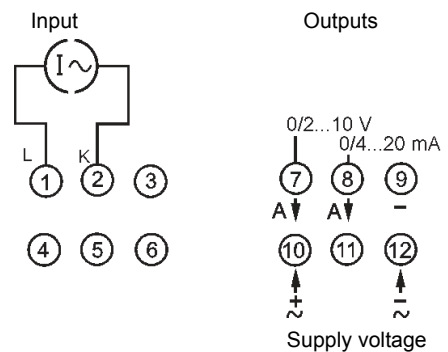 Input Outputs
I ~
0/2...10 V
0/4...20 mA
L K
1 2 3 7 8 9
A A −
4 5 6 10 11 12
+ −
~ ~
Supply voltage